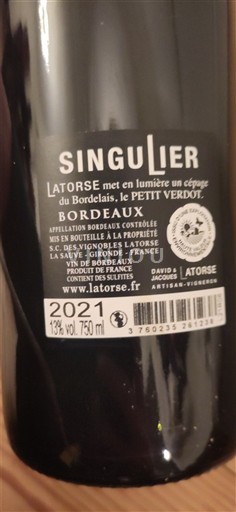 SINGULIER
LATORSE met en lumière un cépage
du Bordelais, le PETIT VERDOT.
BORDEAUX
APPELLATION BORDEAUX CONTRÔLÉE
MIS EN BOUTEILLE À LA PROPRIÉTÉ
S.C. DES VIGNOBLES LATORSE
LA SAUVE - GIRONDE - FRANCE
VIN DE BORDEAUX
PRODUIT DE FRANCE
CONTIENT DES SULFITES
www.latorse.fr
DAVID & JACQUES LATORSE
ARTISAN-VIGNERON
2021
13% vol. 750 ml